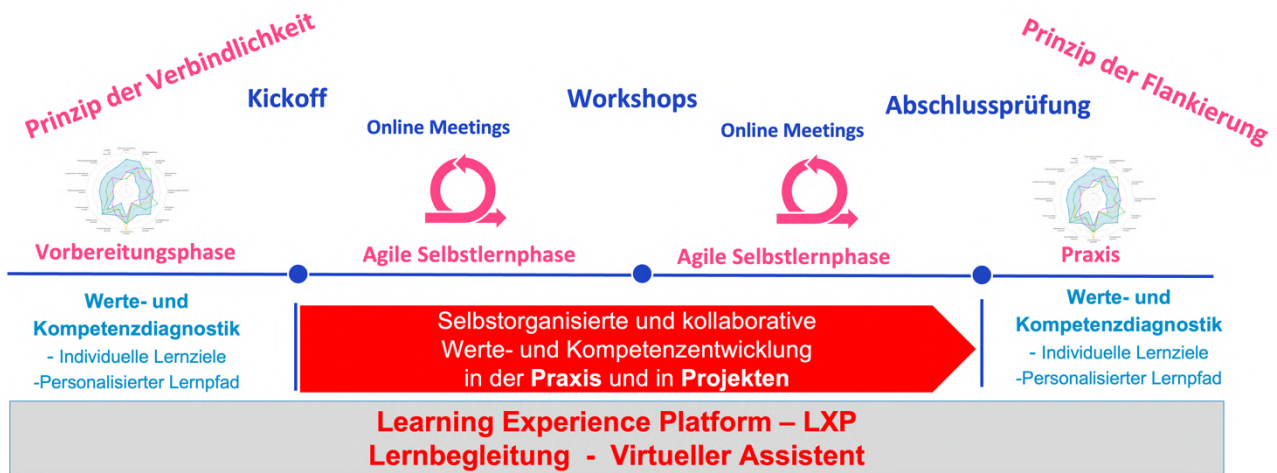 Prinzip der Verbindlichkeit
Kickoff
Workshops
Abschlussprüfung
Prinzip der Flankierung
Online Meetings
Online Meetings
Vorbereitungsphase
Agile Selbstlernphase
Agile Selbstlernphase
Praxis
Werte- und
Kompetenzdiagnostik
- Individuelle Lernziele
-Personalisierter Lernpfad
Selbstorganisierte und kollaborative
Werte- und Kompetenzentwicklung
in der Praxis und in Projekten
Werte- und
Kompetenzdiagnostik
- Individuelle Lernziele
-Personalisierter Lernpfad
Learning Experience Platform – LXP
Lernbegleitung - Virtueller Assistent